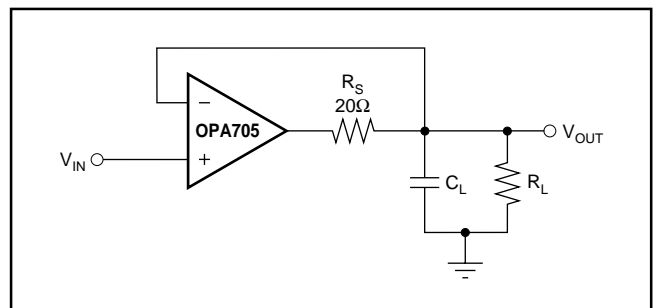 R_S
20Ω
−
OPA705
+
V_IN
V_OUT
C_L
R_L